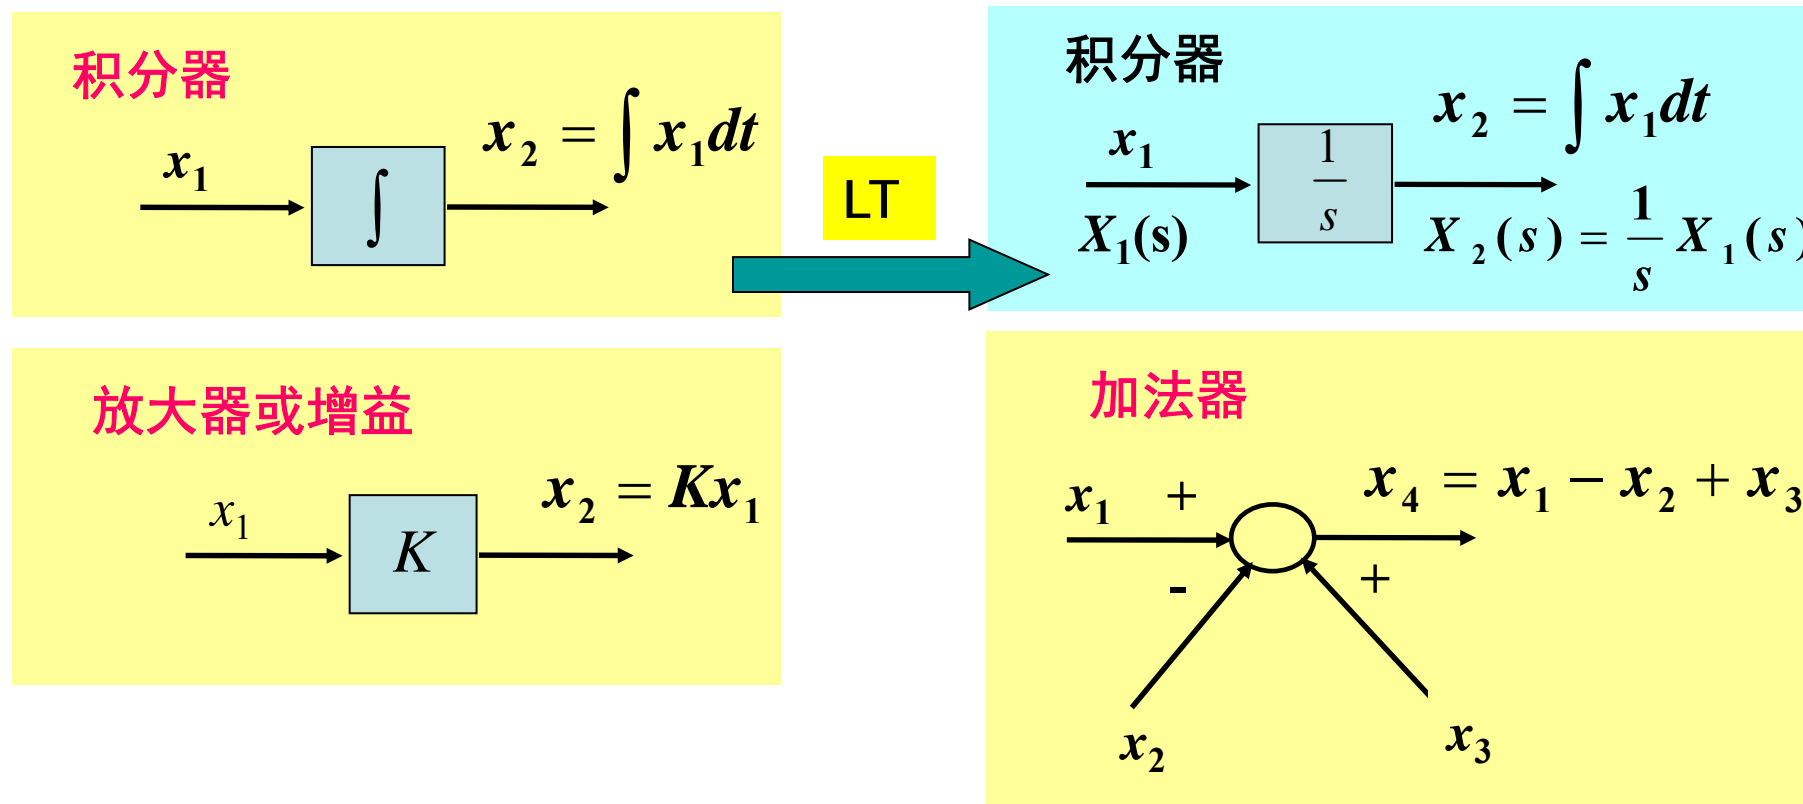 积分器
x₁
∫
x₂ = ∫ x₁dt
LT
积分器
x₁
X₁(s)
1/s
x₂ = ∫ x₁dt
X₂(s) = 1/s X₁(s)
放大器或增益
x₁
K
x₂ = Kx₁
加法器
x₁ +
x₄ = x₁ − x₂ + x₃
-
+
x₂
x₃